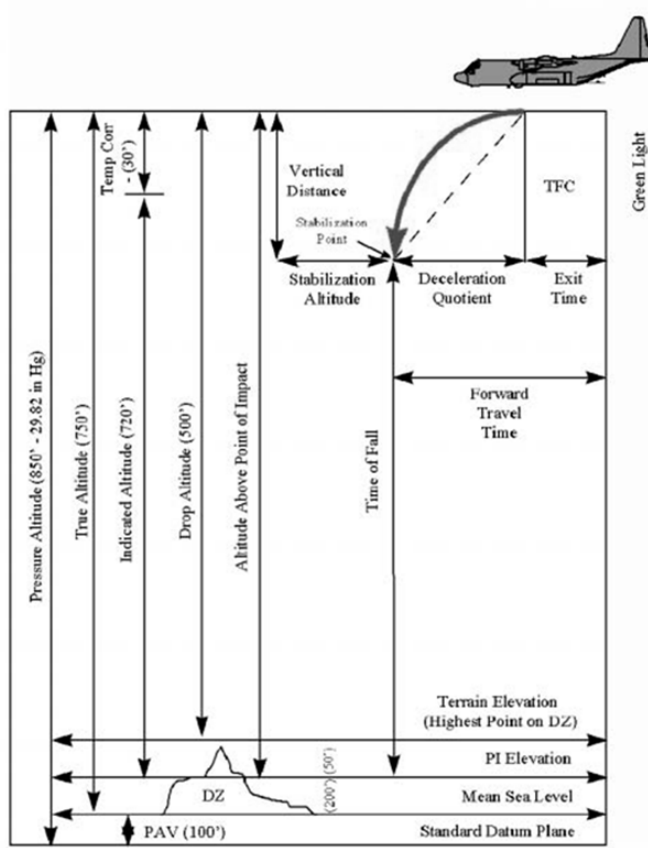 Green Light
Temp Corr
- (30')
Vertical
Distance
TFC
Stabilization
Point
Stabilization
Altitude
Deceleration
Quotient
Exit
Time
Forward
Travel
Time
Pressure Altitude (850' - 29.82 in Hg)
True Altitude (750')
Indicated Altitude (720')
Drop Altitude (500')
Altitude Above Point of Impact
Time of Fall
Terrain Elevation
(Highest Point on DZ)
PI Elevation
(200') (50')
DZ
Mean Sea Level
PAV (100')
Standard Datum Plane